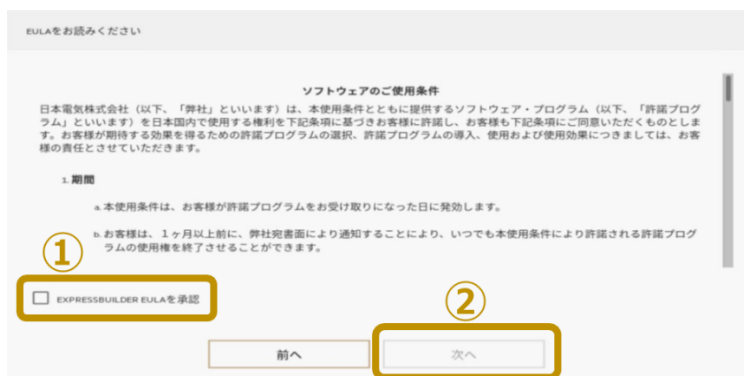 EULAをお読みください
ソフトウェアのご使用条件
日本電気株式会社（以下、「弊社」といいます）は、本使用条件とともに提供するソフトウェア・プログラム（以下、「許諾プログ
ラム」といいます）を日本国内で使用する権利を下記条項に基づきお客様に許諾し、お客様も下記条項にご同意いただくものとしま
す。お客様が期待する効果を得るための許諾プログラムの選択、許諾プログラムの導入、使用および使用効果につきましては、お客
様の責任とさせていただきます。
1. 期間
a. 本使用条件は、お客様が許諾プログラムをお受け取りになった日に発効します。
b. お客様は、１ヶ月以上前に、弊社宛書面により通知することにより、いつでも本使用条件により許諾される許諾プログ
ラムの使用権を終了させることができます。
①
EXPRESSBUILDER EULAを承認
②
前へ
次へ